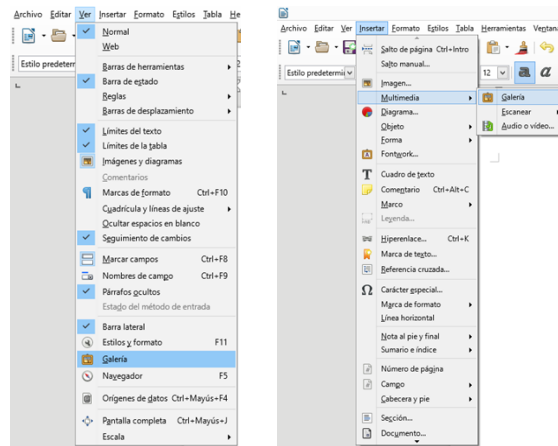 Archivo Editar Ver Insertar Formato Estilos Tabla He
Estilo predeterr
Normal
Web
Barras de herramientas
Barra de estado
Reglas
Barras de desplazamiento
Límites del texto
Límites de la tabla
Imágenes y diagramas
Comentarios
Marcas de formato Ctrl+F10
Cuadrícula y líneas de ajuste
Ocultar espacios en blanco
Seguimiento de cambios
Marcar campos Ctrl+F8
Nombres de campo Ctrl+F9
Párrafos ocultos
Estado del método de entrada
Barra lateral
Estilos y formato F11
Galería
Navegador F5
Orígenes de datos Ctrl+Mayús+F4
Pantalla completa Ctrl+Mayús+J
Escala
Archivo Editar Ver Insertar Formato Estilos Tabla Herramientas Ventana
Estilo predetermi
12 a a
Salto de página Ctrl+Intro
Salto manual...
Imagen...
Multimedia
Diagrama...
Objeto
Forma
Fontwork...
Cuadro de texto
Comentario Ctrl+Alt+C
Marco
Leyenda...
Hiperenlace... Ctrl+K
Marca de texto...
Referencia cruzada...
Carácter especial...
Marca de formato
Línea horizontal
Nota al pie y final
Sumario e índice
Número de página
Campo
Cabecera y pie
Sección...
Documento...
Galería
Escanear
Audio o vídeo...